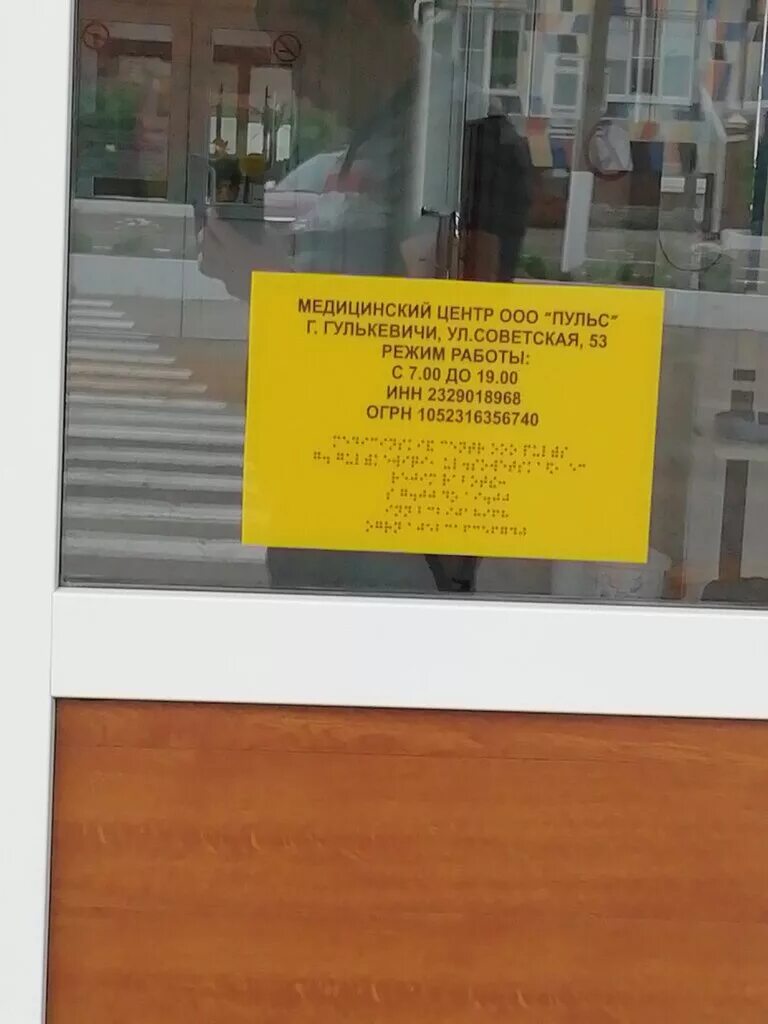 МЕДИЦИНСКИЙ ЦЕНТР ООО "ПУЛЬС"
Г. ГУЛЬКЕВИЧИ, УЛ.СОВЕТСКАЯ, 53
РЕЖИМ РАБОТЫ:
С 7.00 ДО 19.00
ИНН 2329018968
ОГРН 1052316356740